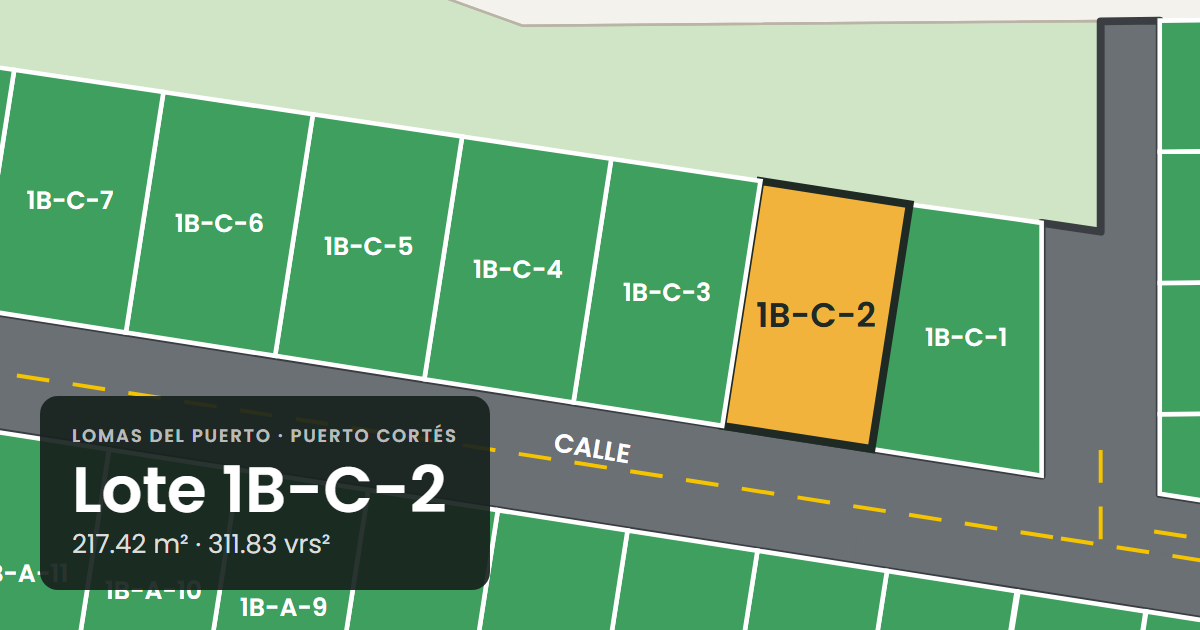 1B-C-7
1B-C-6
1B-C-5
1B-C-4
1B-C-3
1B-C-2
1B-C-1
CALLE
LOMAS DEL PUERTO · PUERTO CORTÉS
Lote 1B-C-2
217.42 m² · 311.83 vrs²
B-A-11
1B-A-10
1B-A-9